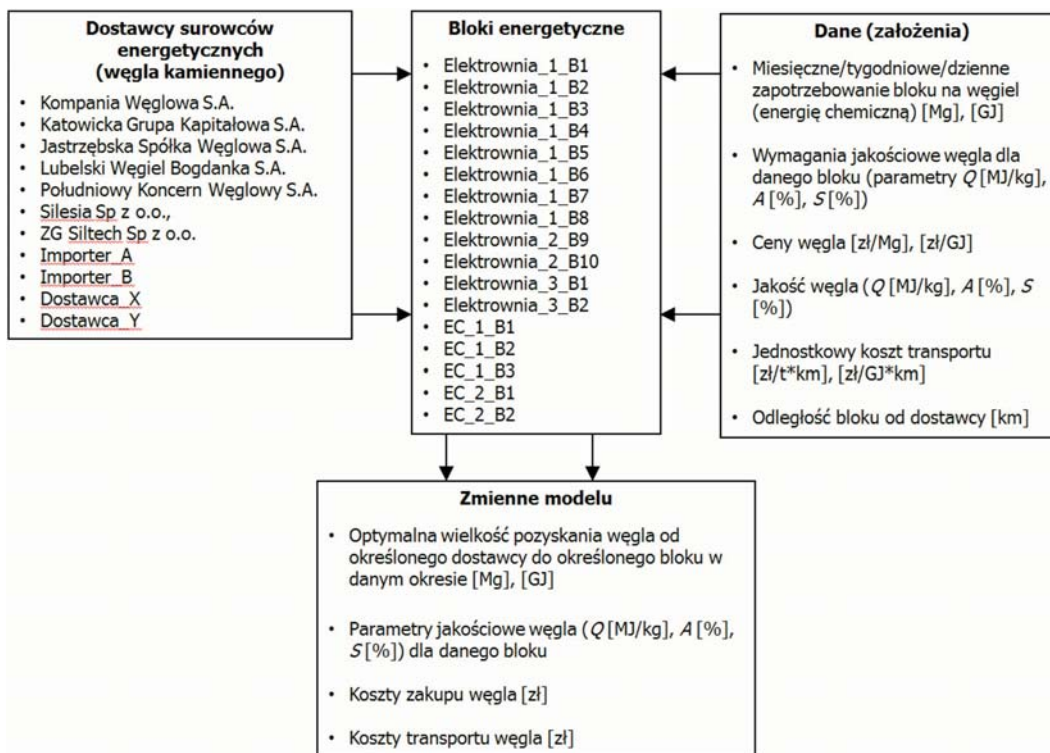 Dostawcy surowców
energetycznych
(węgla kamiennego)
• Kompania Węglowa S.A.
• Katowicka Grupa Kapitałowa S.A.
• Jastrzębska Spółka Węglowa S.A.
• Lubelski Węgiel Bogdanka S.A.
• Południowy Koncern Węglowy S.A.
• Silesia Sp z o.o.,
• ZG Siltech Sp z o.o.
• Importer_A
• Importer_B
• Dostawca_X
• Dostawca_Y
Bloki energetyczne
• Elektrownia_1_B1
• Elektrownia_1_B2
• Elektrownia_1_B3
• Elektrownia_1_B4
• Elektrownia_1_B5
• Elektrownia_1_B6
• Elektrownia_1_B7
• Elektrownia_1_B8
• Elektrownia_2_B9
• Elektrownia_2_B10
• Elektrownia_3_B1
• Elektrownia_3_B2
• EC_1_B1
• EC_1_B2
• EC_1_B3
• EC_2_B1
• EC_2_B2
Dane (założenia)
• Miesięczne/tygodniowe/dzienne
zapotrzebowanie bloku na węgiel
(energię chemiczną) [Mg], [GJ]
• Wymagania jakościowe węgla dla
danego bloku (parametry Q [MJ/kg],
A [%], S [%])
• Ceny węgla [zł/Mg], [zł/GJ]
• Jakość węgla (Q [MJ/kg], A [%], S
[%])
• Jednostkowy koszt transportu
[zł/t*km], [zł/GJ*km]
• Odległość bloku od dostawcy [km]
Zmienne modelu
• Optymalna wielkość pozyskania węgla od
określonego dostawcy do określonego bloku w
danym okresie [Mg], [GJ]
• Parametry jakościowe węgla (Q [MJ/kg], A [%],
S [%]) dla danego bloku
• Koszty zakupu węgla [zł]
• Koszty transportu węgla [zł]